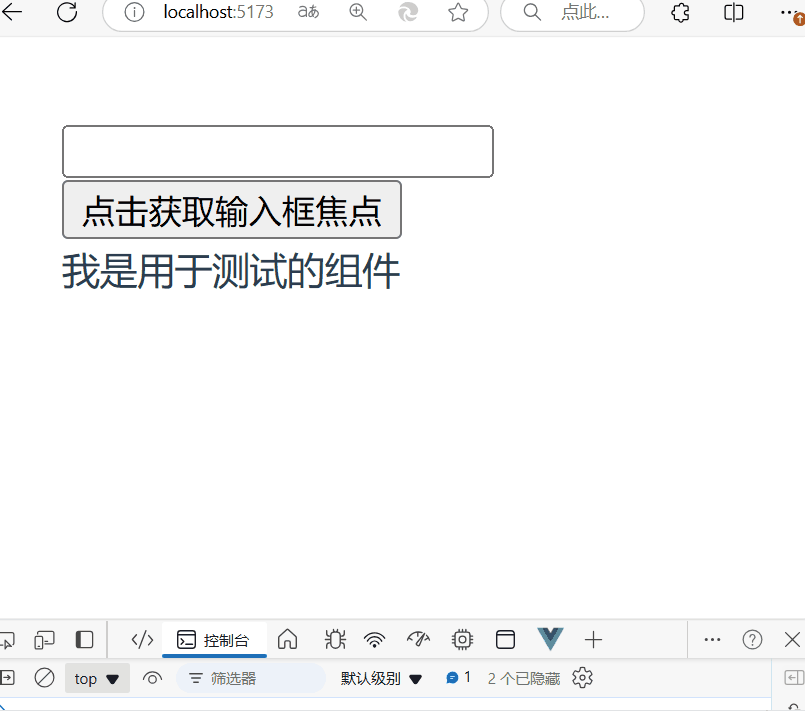 localhost:5173 aあ 点此...
点击获取输入框焦点
我是用于测试的组件
控制台
top 筛选器 默认级别 1 2 个已隐藏